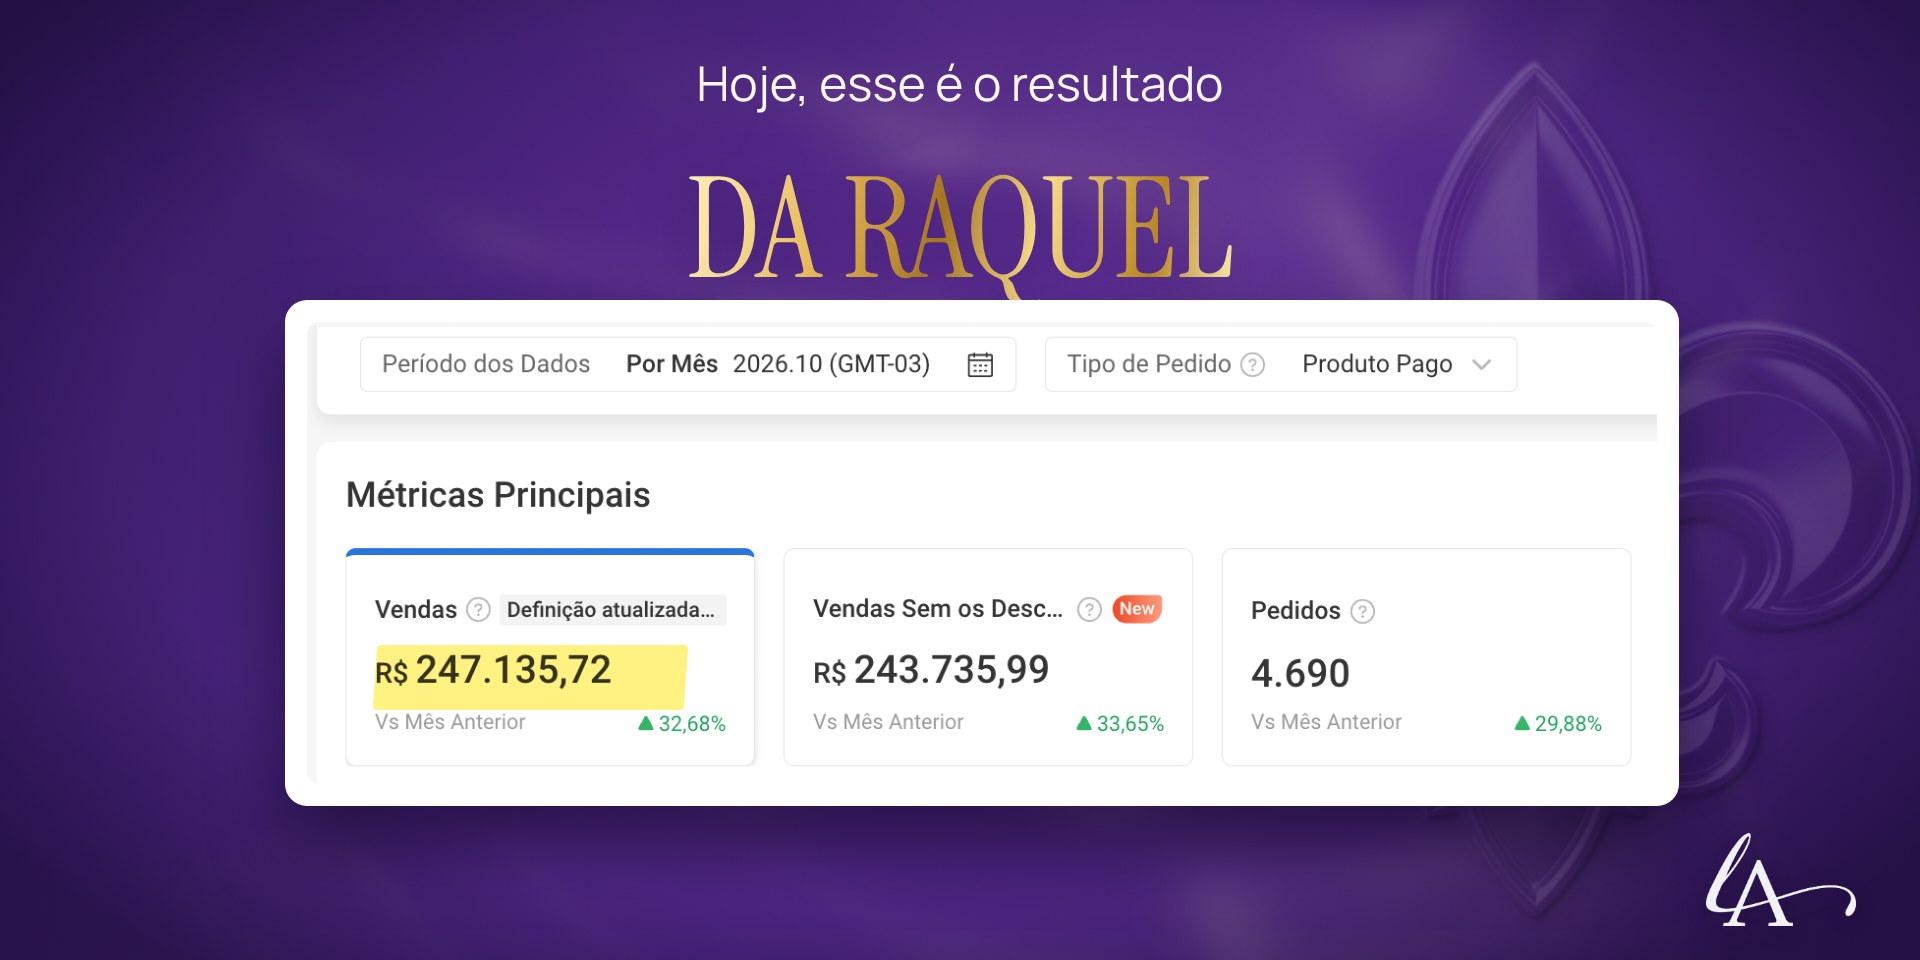 Hoje, esse é o resultado
DA RAQUEL
Período dos Dados Por Mês 2026.10 (GMT-03) Tipo de Pedido ? Produto Pago
Métricas Principais
Vendas ? Definição atualizada... Vendas Sem os Desc... ? New Pedidos ?
R$ 247.135,72 R$ 243.735,99 4.690
Vs Mês Anterior ▲ 32,68% Vs Mês Anterior ▲ 33,65% Vs Mês Anterior ▲ 29,88%
LA